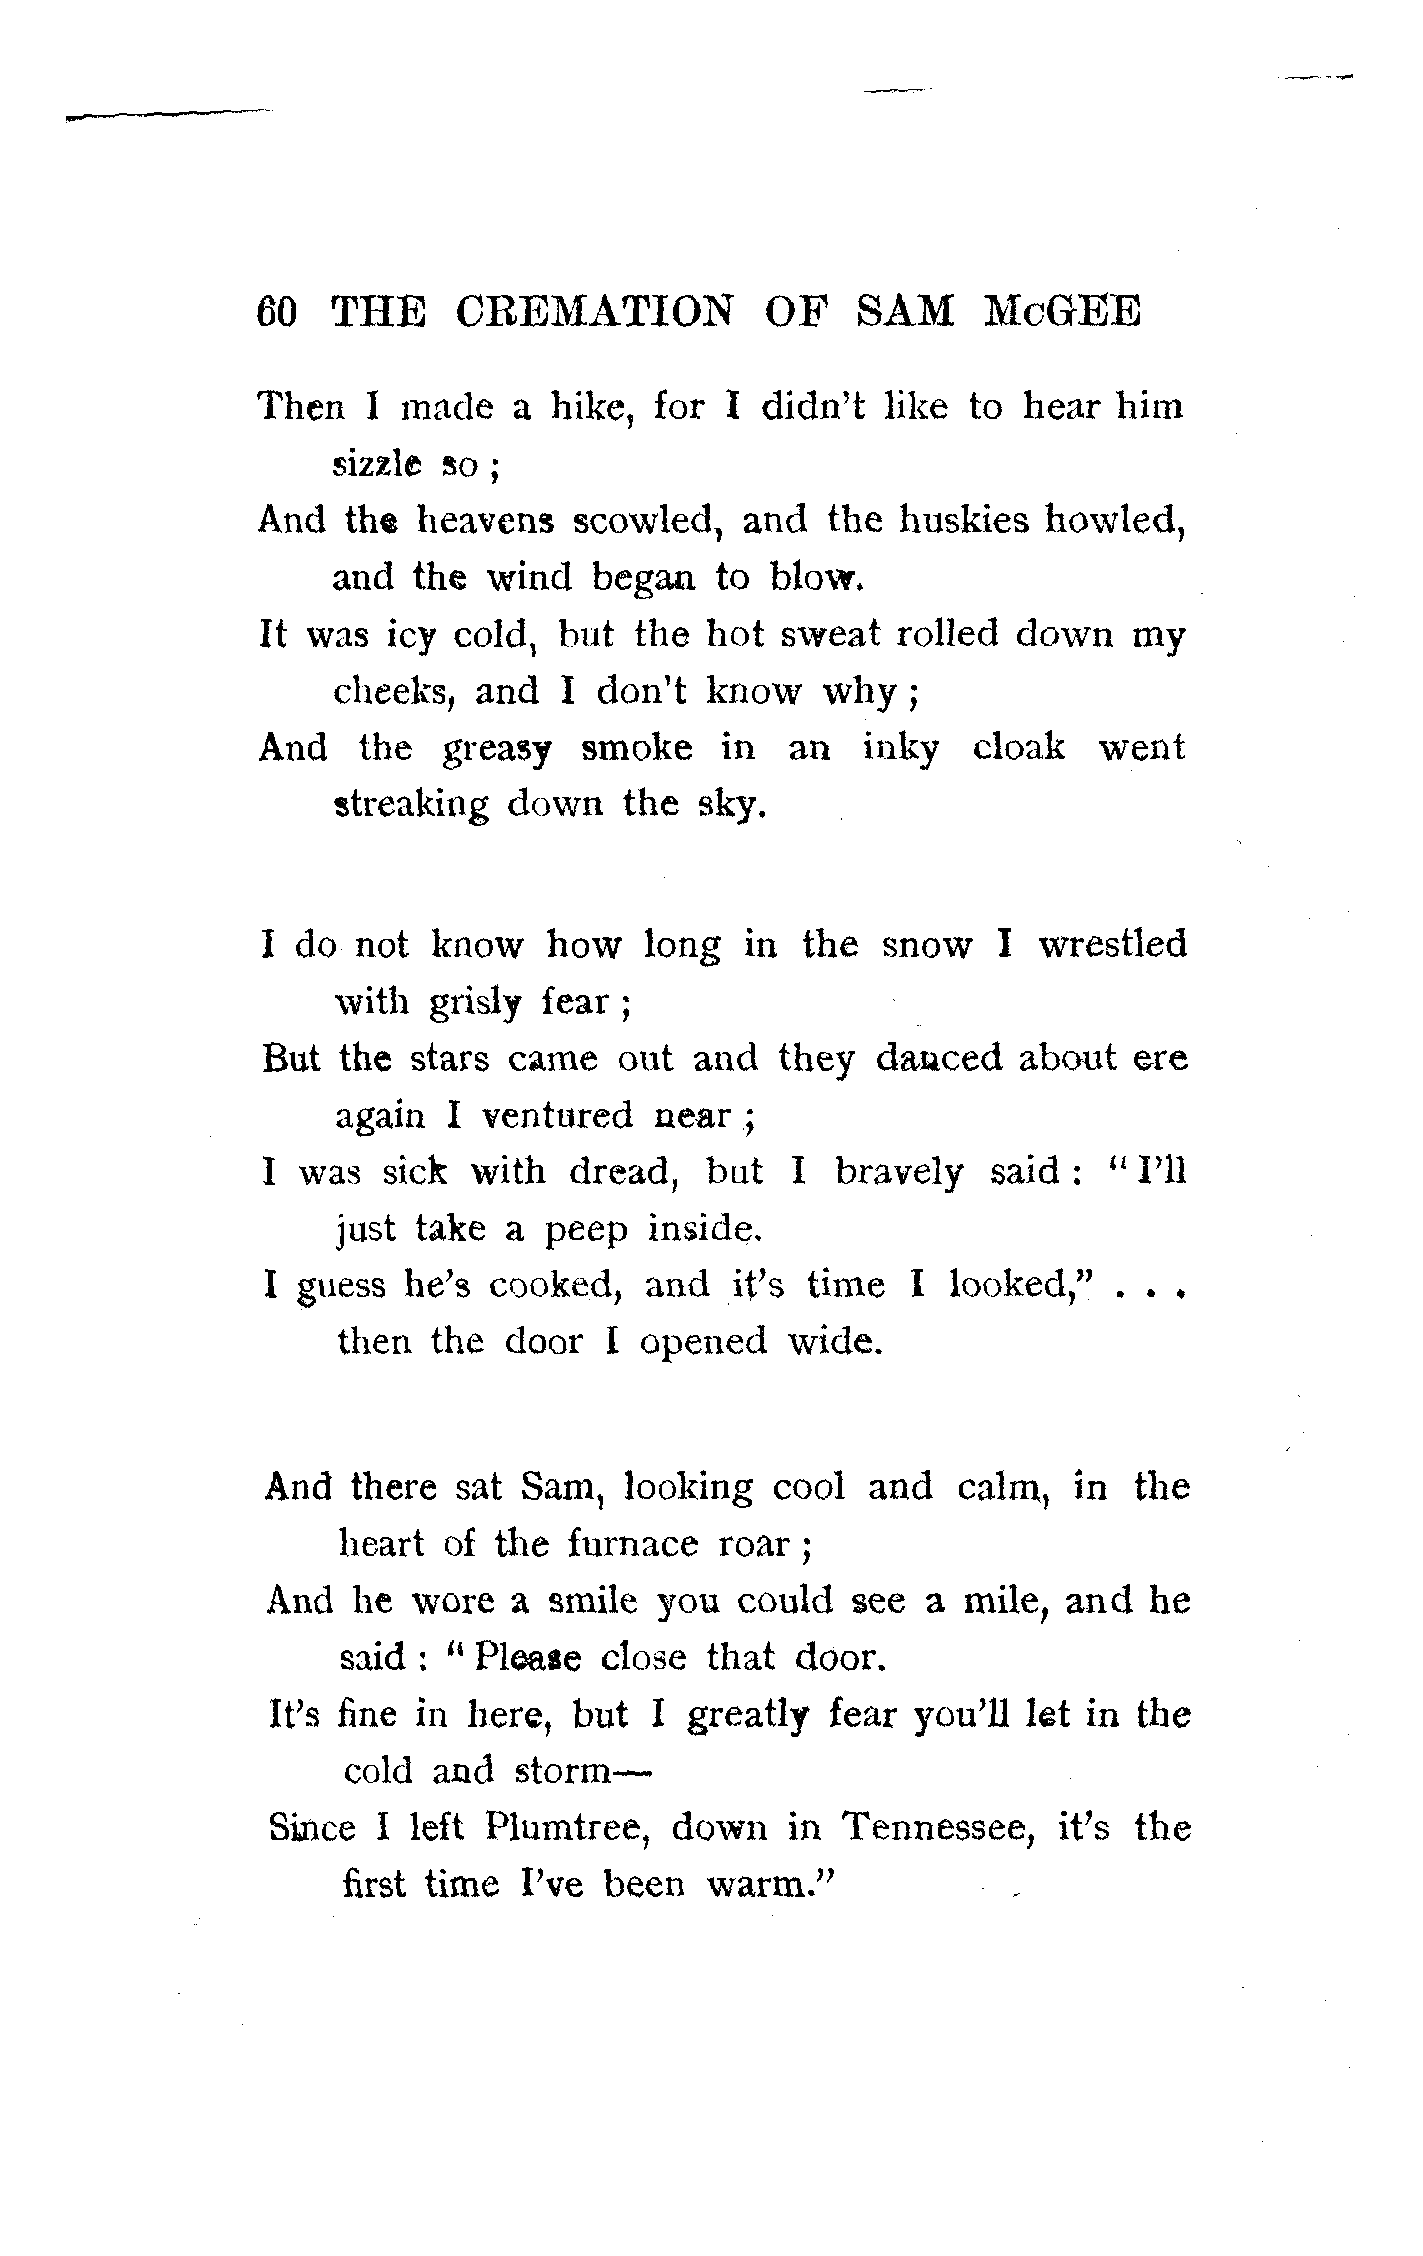 60 THE CREMATION OF SAM McGEE
Then I made a hike, for I didn't like to hear him
sizzle so ;
And the heavens scowled, and the huskies howled,
and the wind began to blow.
It was icy cold, but the hot sweat rolled down my
cheeks, and I don't know why ;
And the greasy smoke in an inky cloak went
streaking down the sky.
I do not know how long in the snow I wrestled
with grisly fear ;
But the stars came out and they danced about ere
again I ventured near ;
I was sick with dread, but I bravely said : “ I’ll
just take a peep inside.
I guess he’s cooked, and it’s time I looked,” . . .
then the door I opened wide.
And there sat Sam, looking cool and calm, in the
heart of the furnace roar ;
And he wore a smile you could see a mile, and he
said : “ Please close that door.
It’s fine in here, but I greatly fear you’ll let in the
cold and storm—
Since I left Plumtree, down in Tennessee, it’s the
first time I’ve been warm.”